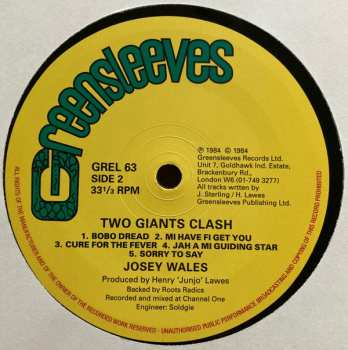 Greensleeves
GREL 63
SIDE 2
33⅓ RPM
℗ 1984 © 1984
Greensleeves Records Ltd.
Unit 7, Goldhawk Ind. Estate,
Brackenbury Rd.,
London W6 (01-749 3277)
All tracks written by
J. Sterling / H. Lawes
Greensleeves Publishing Ltd.
TWO GIANTS CLASH
1. BOBO DREAD 2. MI HAVE FI GET YOU
3. CURE FOR THE FEVER 4. JAH A MI GUIDING STAR
5. SORRY TO SAY
JOSEY WALES
Produced by Henry 'Junjo' Lawes
Backed by Roots Radics
Recorded and mixed at Channel One
Engineer: Soldgie
ALL RIGHTS OF THE MANUFACTURER AND OF THE OWNER OF THE RECORDED WORK RESERVED - UNAUTHORISED PUBLIC PERFORMANCE BROADCASTING AND COPYING OF THIS RECORD PROHIBITED